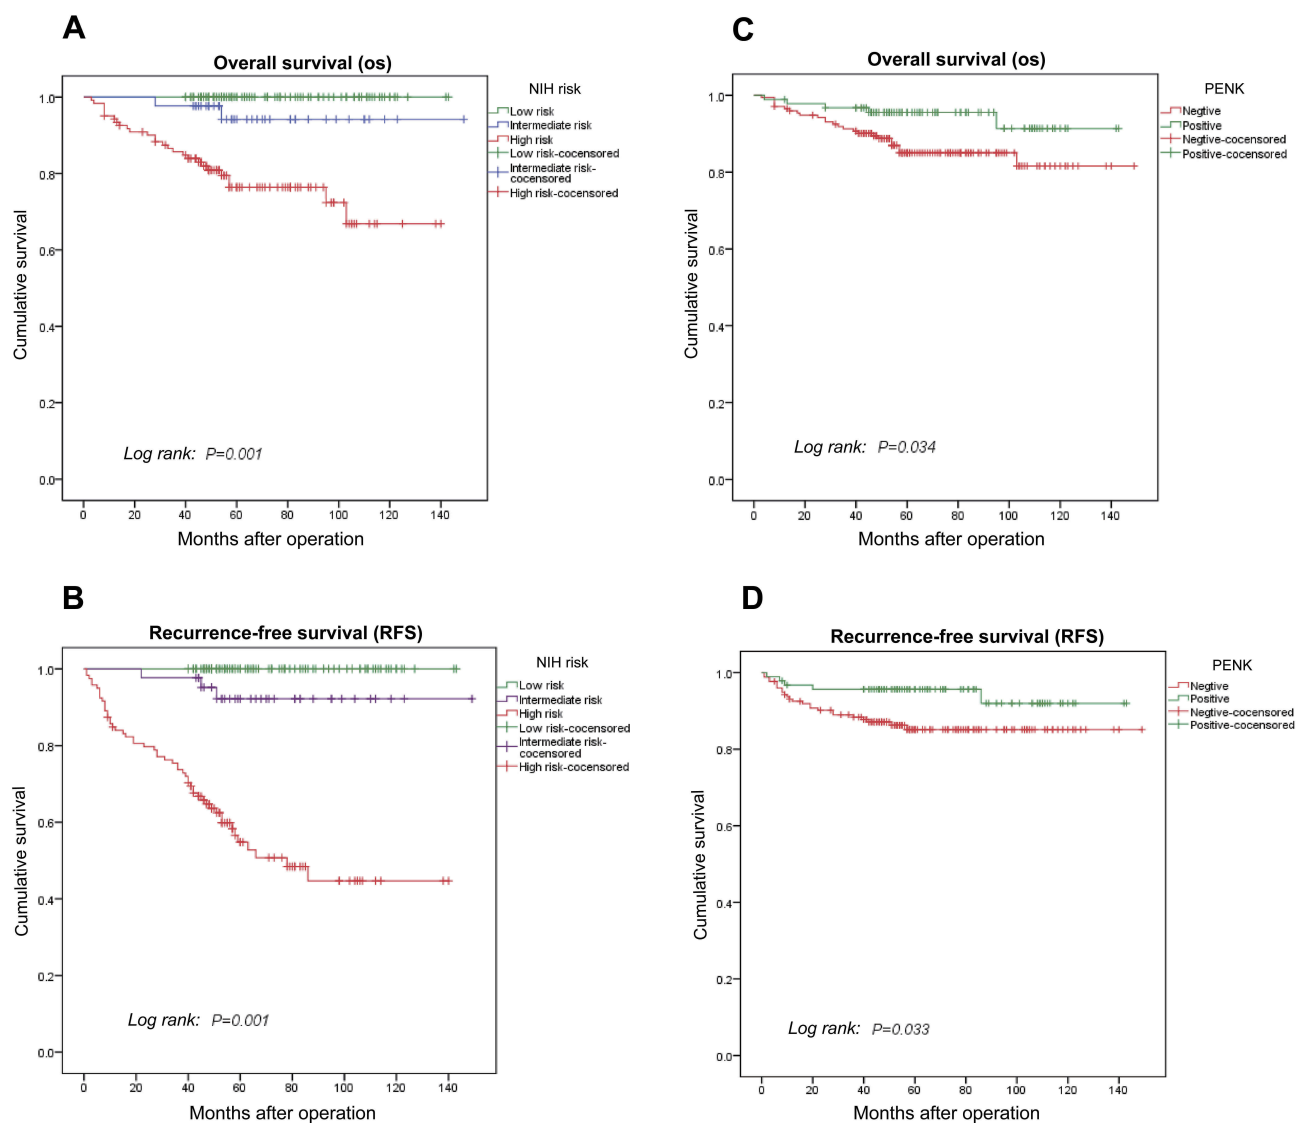 A
Overall survival (os)
Cumulative survival
1.0
0.8
0.6
0.4
0.2
0.0
Log rank: P=0.001
0 20 40 60 80 100 120 140
Months after operation
NIH risk
Low risk
Intermediate risk
High risk
Low risk-cocensored
Intermediate risk-
cocensored
High risk-cocensored
C
Overall survival (os)
Cumulative survival
1.0
0.8
0.6
0.4
0.2
0.0
Log rank: P=0.034
0 20 40 60 80 100 120 140
Months after operation
PENK
Negtive
Positive
Negtive-cocensored
Positive-cocensored
B
Recurrence-free survival (RFS)
Cumulative survival
1.0
0.8
0.6
0.4
0.2
0.0
Log rank: P=0.001
0 20 40 60 80 100 120 140
Months after operation
NIH risk
Low risk
Intermediate risk
High risk
Low risk-cocensored
Intermediate risk-
cocensored
High risk-cocensored
D
Recurrence-free survival (RFS)
Cumulative survival
1.0
0.8
0.6
0.4
0.2
0.0
Log rank: P=0.033
0 20 40 60 80 100 120 140
Months after operation
PENK
Negtive
Positive
Negtive-cocensored
Positive-cocensored